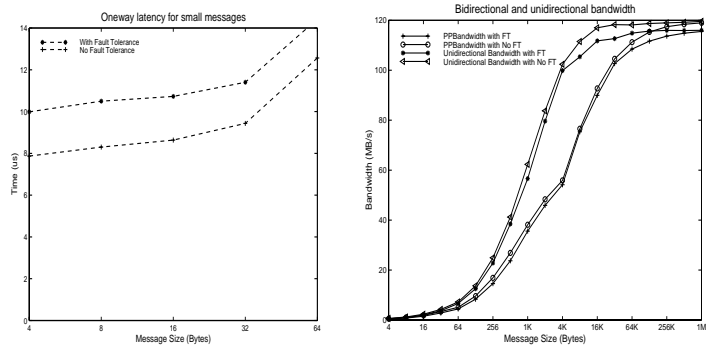 Oneway latency for small messages
14
12
10
8
6
4
2
0
Time (us)
With Fault Tolerance
No Fault Tolerance
4 8 16 32 64
Message Size (Bytes)
Bidirectional and unidirectional bandwidth
120
100
80
60
40
20
0
Bandwidth (MB/s)
PPBandwidth with FT
PPBandwidth with No FT
Unidirectional Bandwidth with FT
Unidirectional Bandwidth with No FT
4 16 64 256 1K 4K 16K 64K 256K 1M
Message Size (Bytes)